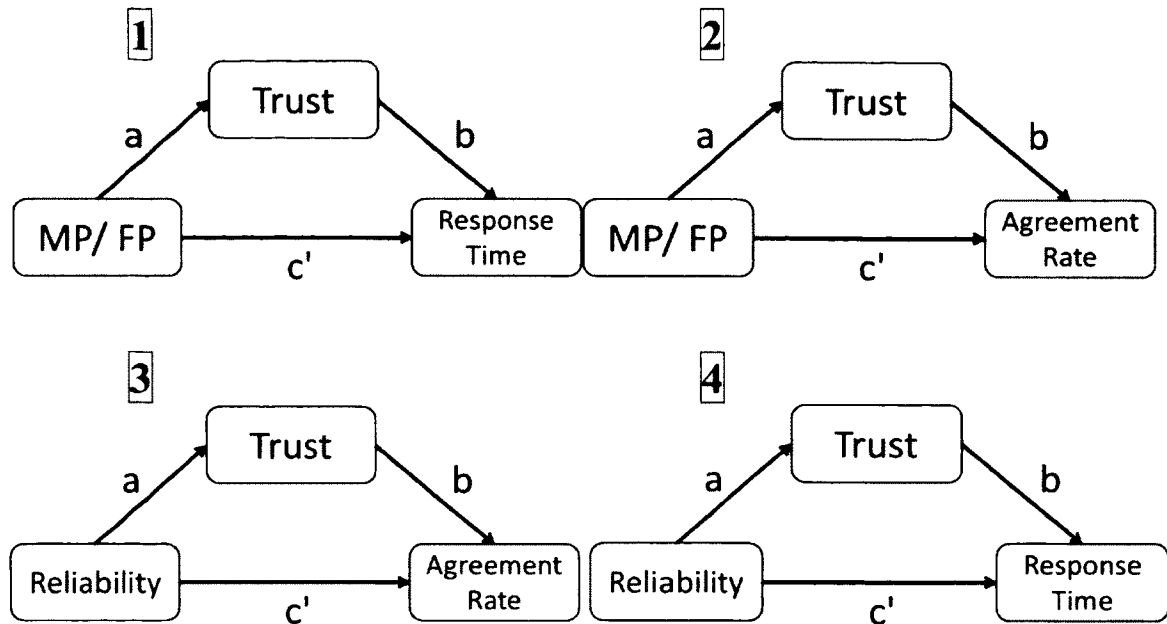 1
Trust
a
b
MP/ FP
c'
Response
Time
2
Trust
a
b
MP/ FP
c'
Agreement
Rate
3
Trust
a
b
Reliability
c'
Agreement
Rate
4
Trust
a
b
Reliability
c'
Response
Time